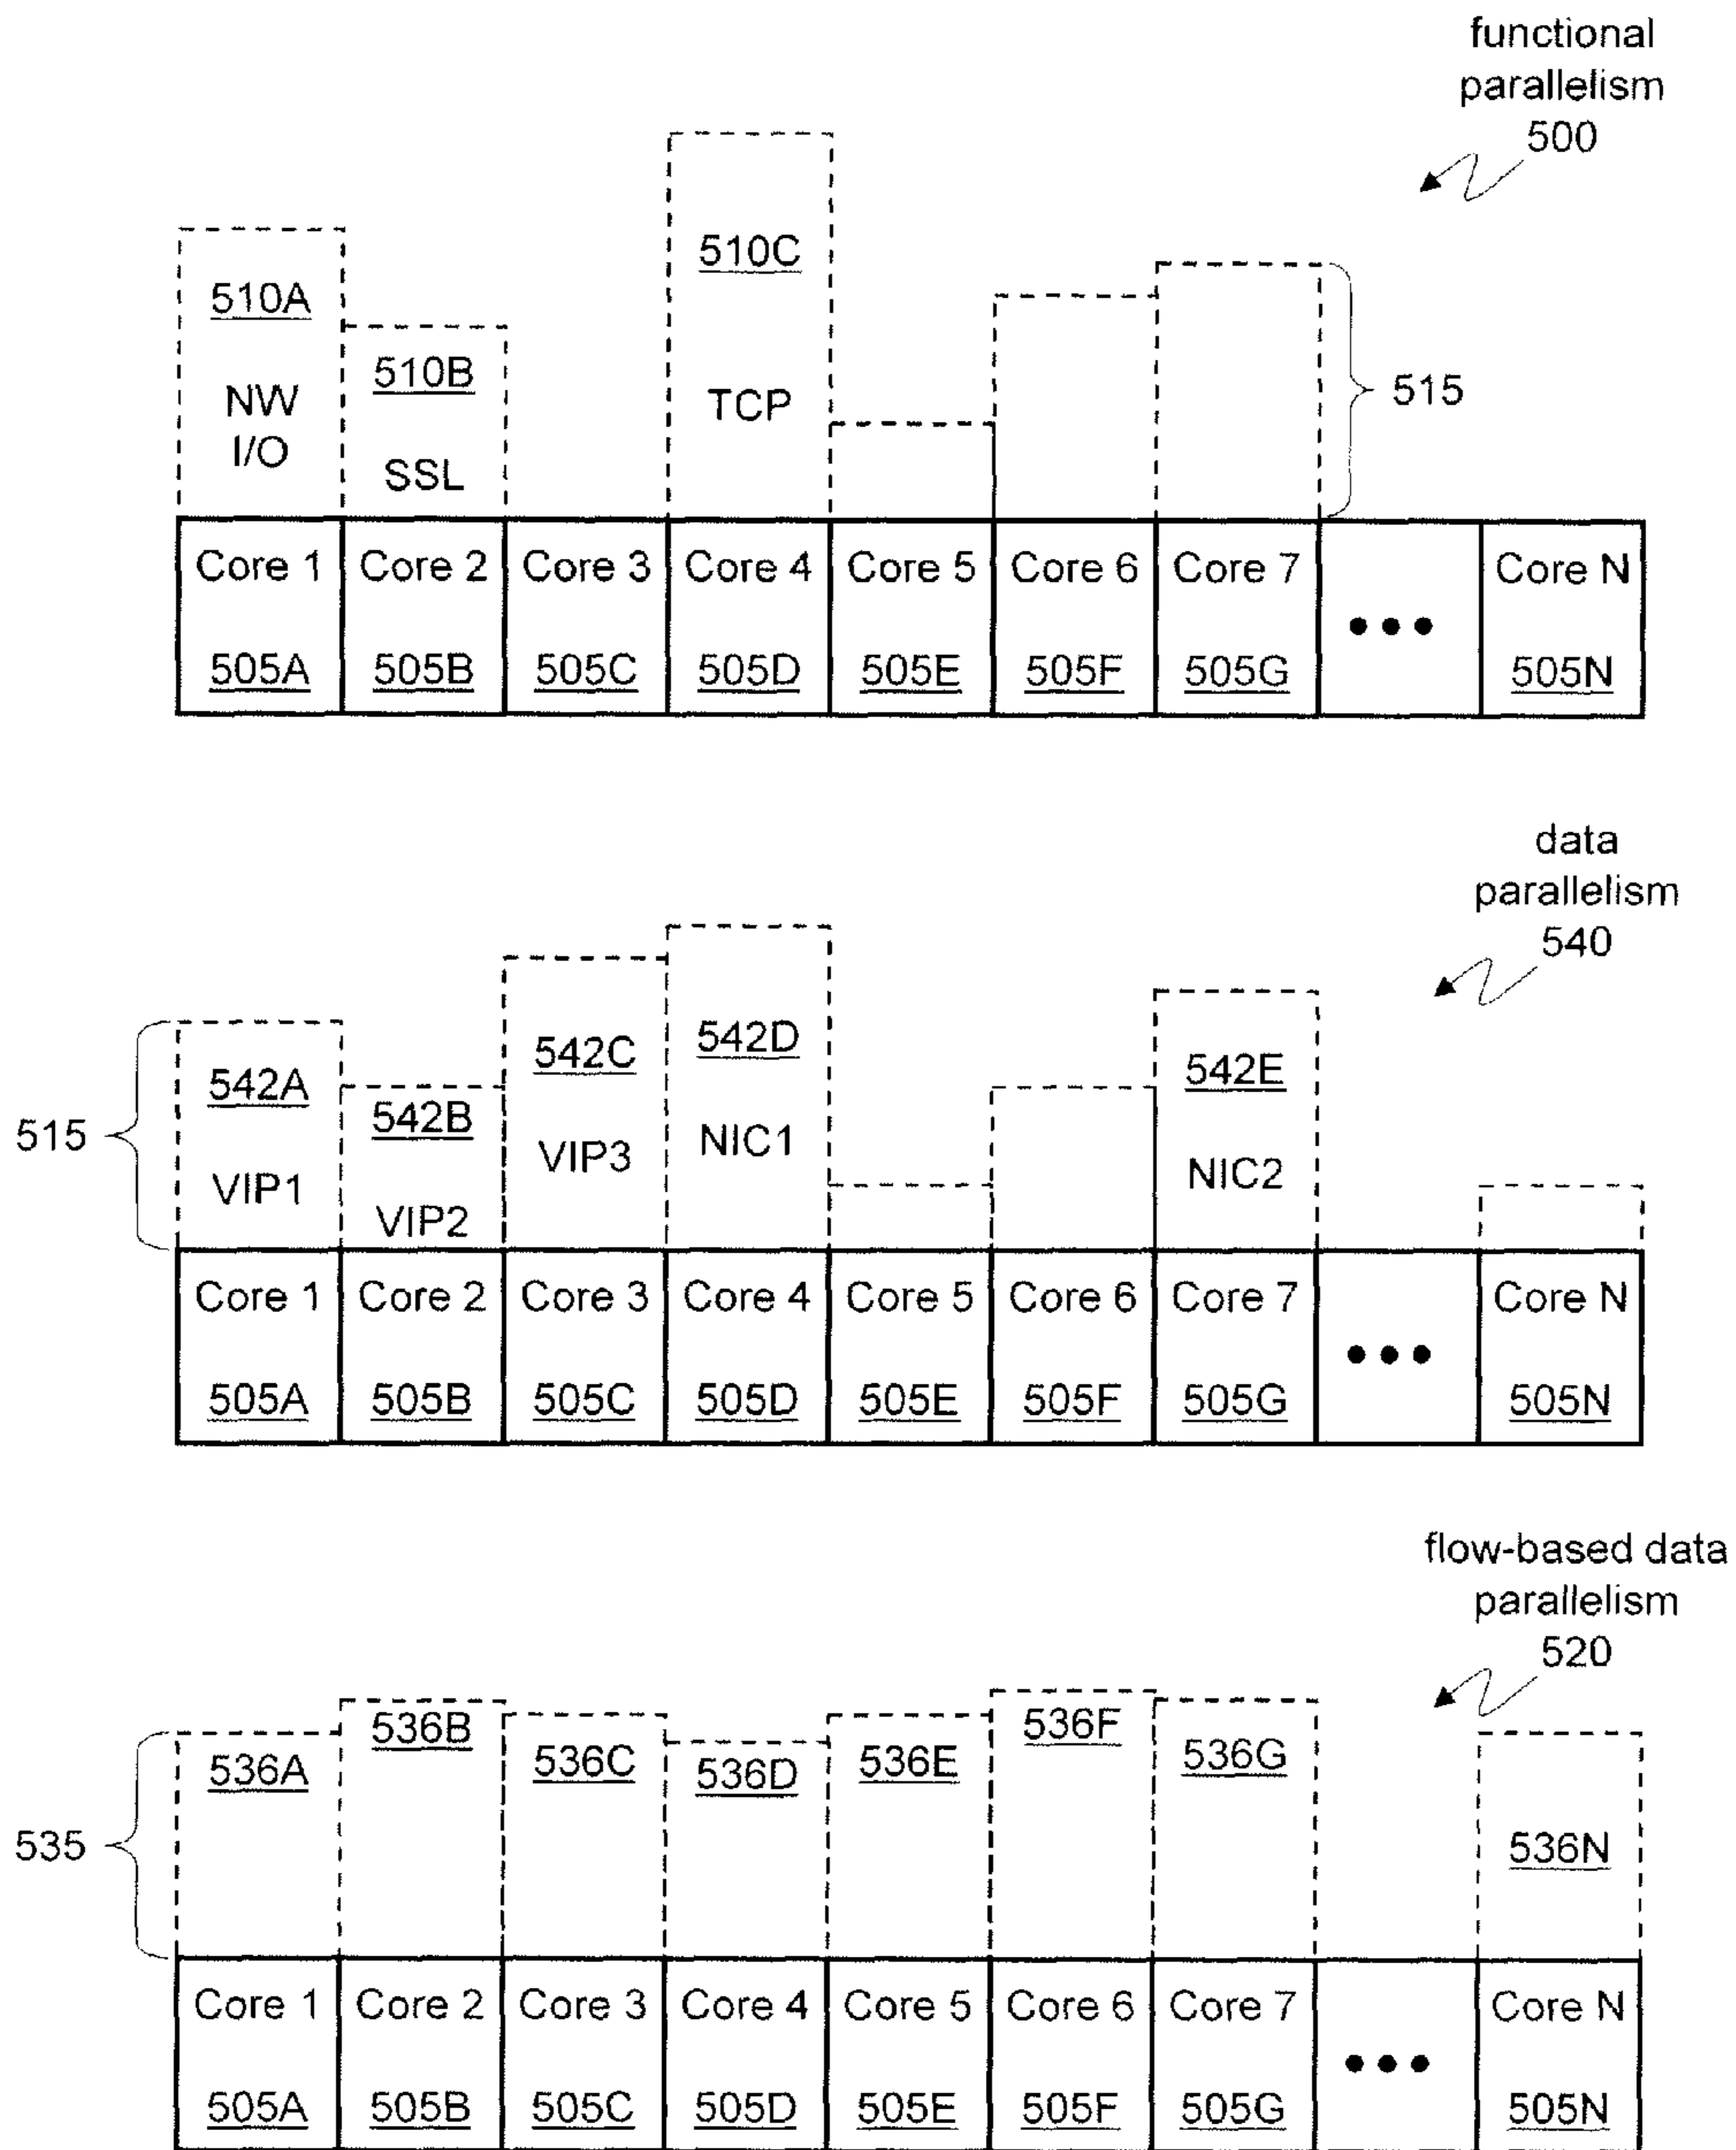 functional
parallelism
500
510A
NW
I/O
510B
SSL
510C
TCP
515
Core 1 Core 2 Core 3 Core 4 Core 5 Core 6 Core 7 Core N
•••
505A 505B 505C 505D 505E 505F 505G 505N
data
parallelism
540
515
542A
VIP1
542B
VIP2
542C
VIP3
542D
NIC1
542E
NIC2
Core 1 Core 2 Core 3 Core 4 Core 5 Core 6 Core 7 Core N
•••
505A 505B 505C 505D 505E 505F 505G 505N
flow-based data
parallelism
520
535
536A 536B 536C 536D 536E 536F 536G 536N
Core 1 Core 2 Core 3 Core 4 Core 5 Core 6 Core 7 Core N
•••
505A 505B 505C 505D 505E 505F 505G 505N